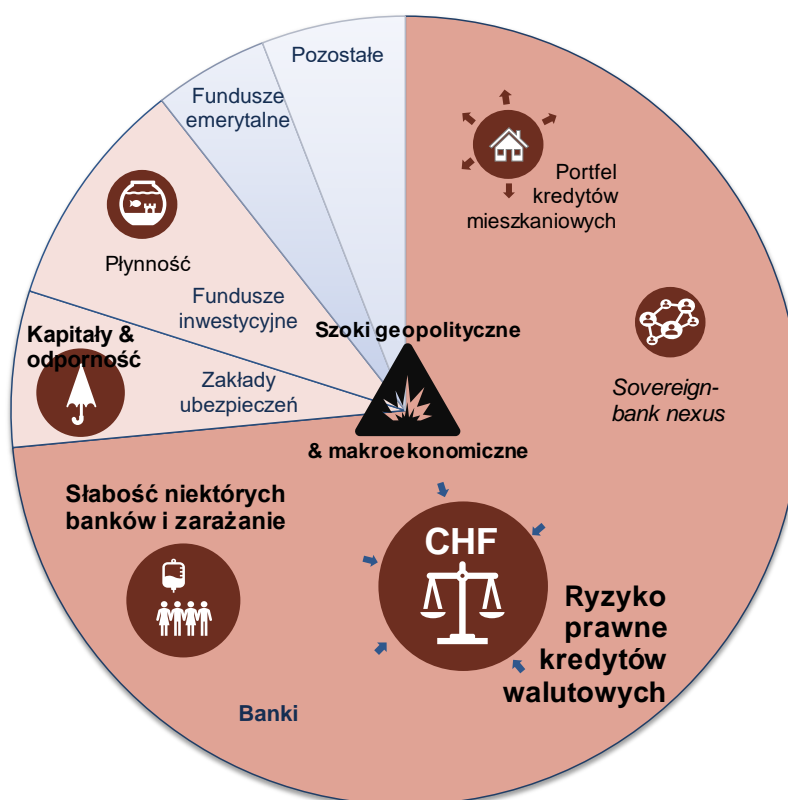 Pozostałe
Fundusze
emerytalne
Portfel
kredytów
mieszkaniowych
Płynność
Fundusze
inwestycyjne
Szoki geopolityczne
Kapitały &
odporność
Zakłady
ubezpieczeń
Sovereign-
bank nexus
& makroekonomiczne
Słabość niektórych
banków i zarażanie
CHF
Ryzyko
prawne
kredytów
walutowych
Banki